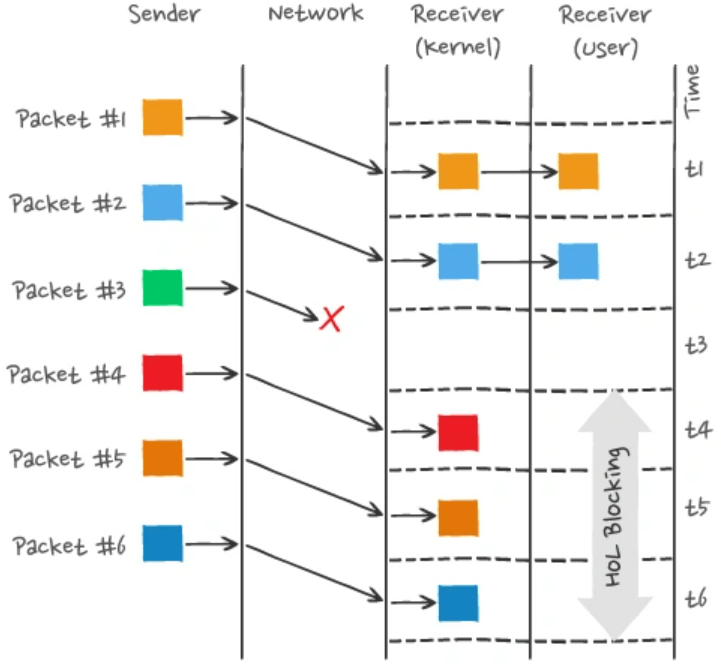 Sender
Network
Receiver
(kernel)
Receiver
(user)
Time
Packet #1
t1
Packet #2
t2
Packet #3
X
t3
Packet #4
t4
Packet #5
t5
HoL Blocking
Packet #6
t6